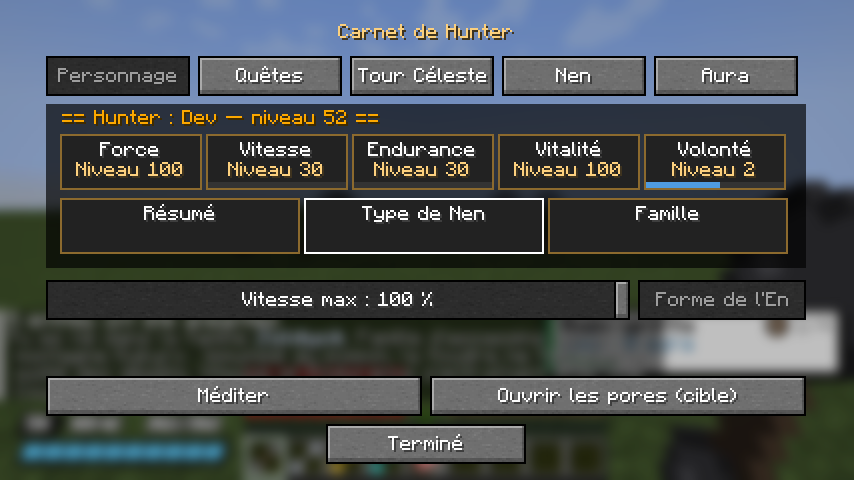 Carnet de Hunter
Personnage
Quêtes
Tour Céleste
Nen
Aura
== Hunter : Dev — niveau 52 ==
Force
Niveau 100
Vitesse
Niveau 30
Endurance
Niveau 30
Vitalité
Niveau 100
Volonté
Niveau 2
Résumé
Type de Nen
Famille
Vitesse max : 100 %
Forme de l'En
Méditer
Ouvrir les pores (cible)
Terminé